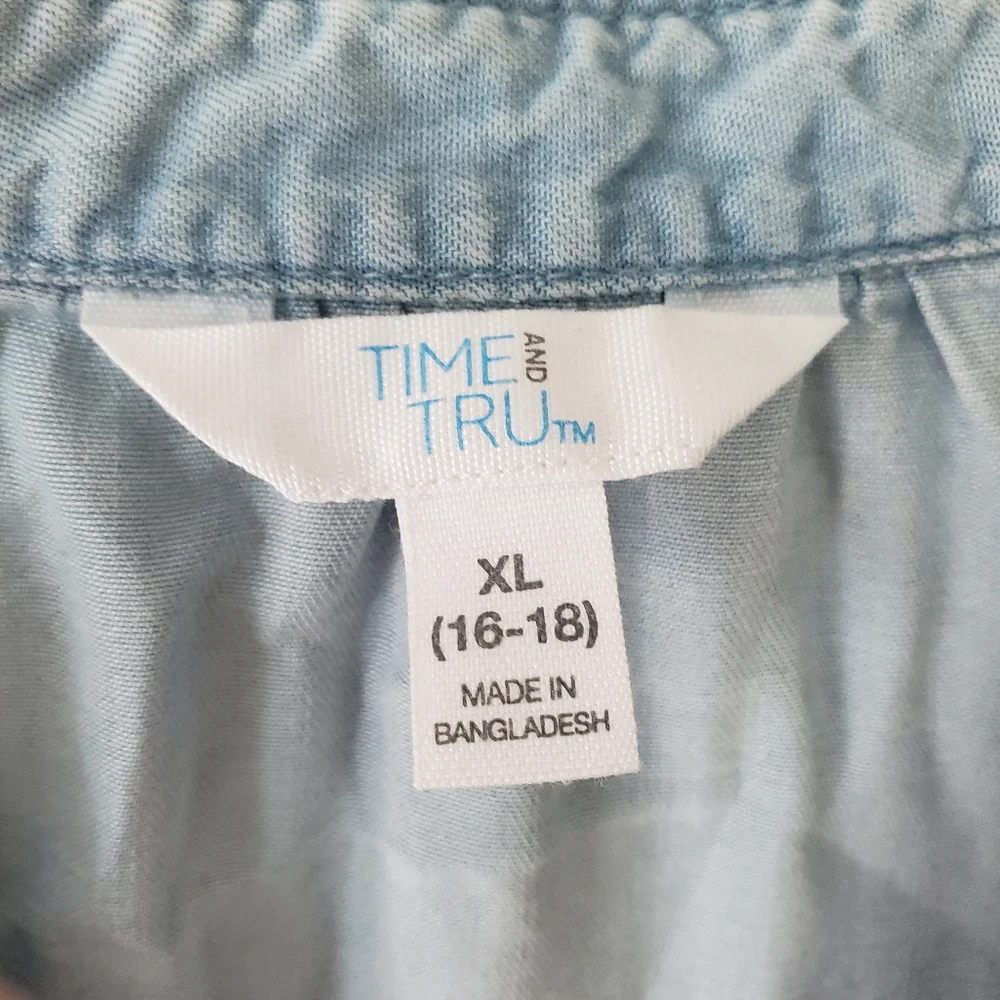 TIME AND
TRU™
XL
(16-18)
MADE IN
BANGLADESH